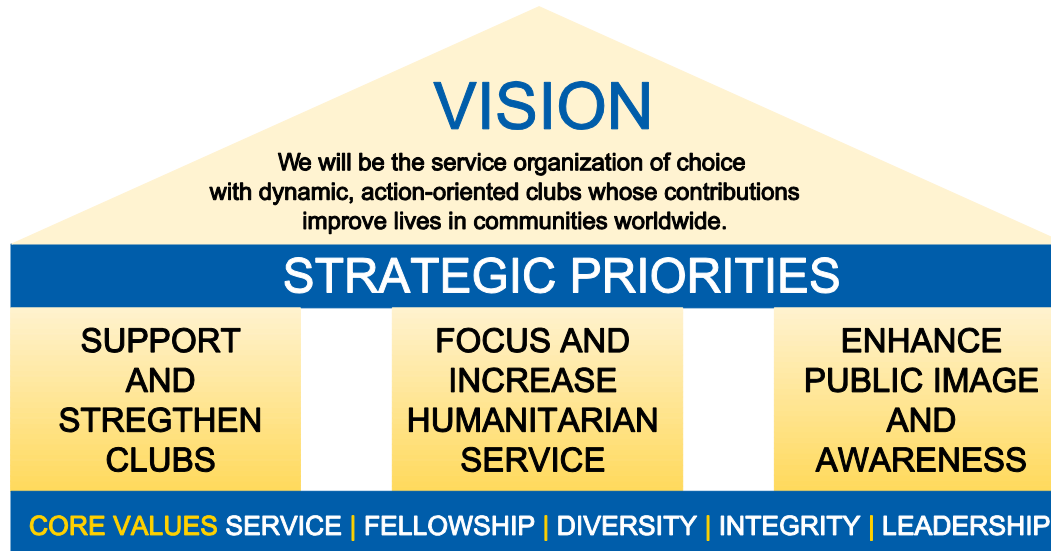 VISION
We will be the service organization of choice
with dynamic, action-oriented clubs whose contributions
improve lives in communities worldwide.
STRATEGIC PRIORITIES
SUPPORT
AND
STREGTHEN
CLUBS
FOCUS AND
INCREASE
HUMANITARIAN
SERVICE
ENHANCE
PUBLIC IMAGE
AND
AWARENESS
CORE VALUES SERVICE | FELLOWSHIP | DIVERSITY | INTEGRITY | LEADERSHIP